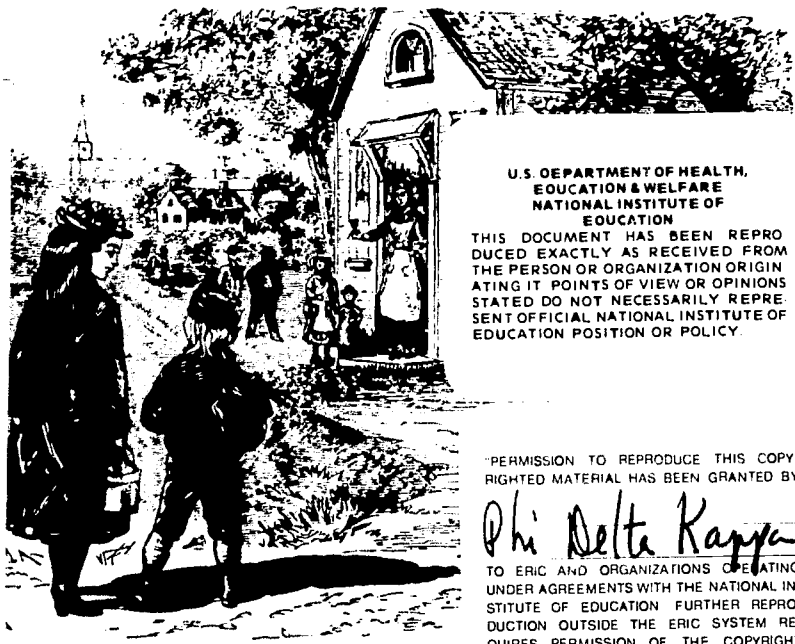 U.S. DEPARTMENT OF HEALTH,
EDUCATION & WELFARE
NATIONAL INSTITUTE OF
EDUCATION
THIS DOCUMENT HAS BEEN REPRO
DUCED EXACTLY AS RECEIVED FROM
THE PERSON OR ORGANIZATION ORIGIN
ATING IT POINTS OF VIEW OR OPINIONS
STATED DO NOT NECESSARILY REPRE-
SENT OFFICIAL NATIONAL INSTITUTE OF
EDUCATION POSITION OR POLICY
"PERMISSION TO REPRODUCE THIS COPY
RIGHTED MATERIAL HAS BEEN GRANTED BY
Phi Delta Kappa
TO ERIC AND ORGANIZATIONS OPERATING
UNDER AGREEMENTS WITH THE NATIONAL IN
STITUTE OF EDUCATION FURTHER REPRO
DUCTION OUTSIDE THE ERIC SYSTEM RE
QUIRES PERMISSION OF THE COPYRIGHT